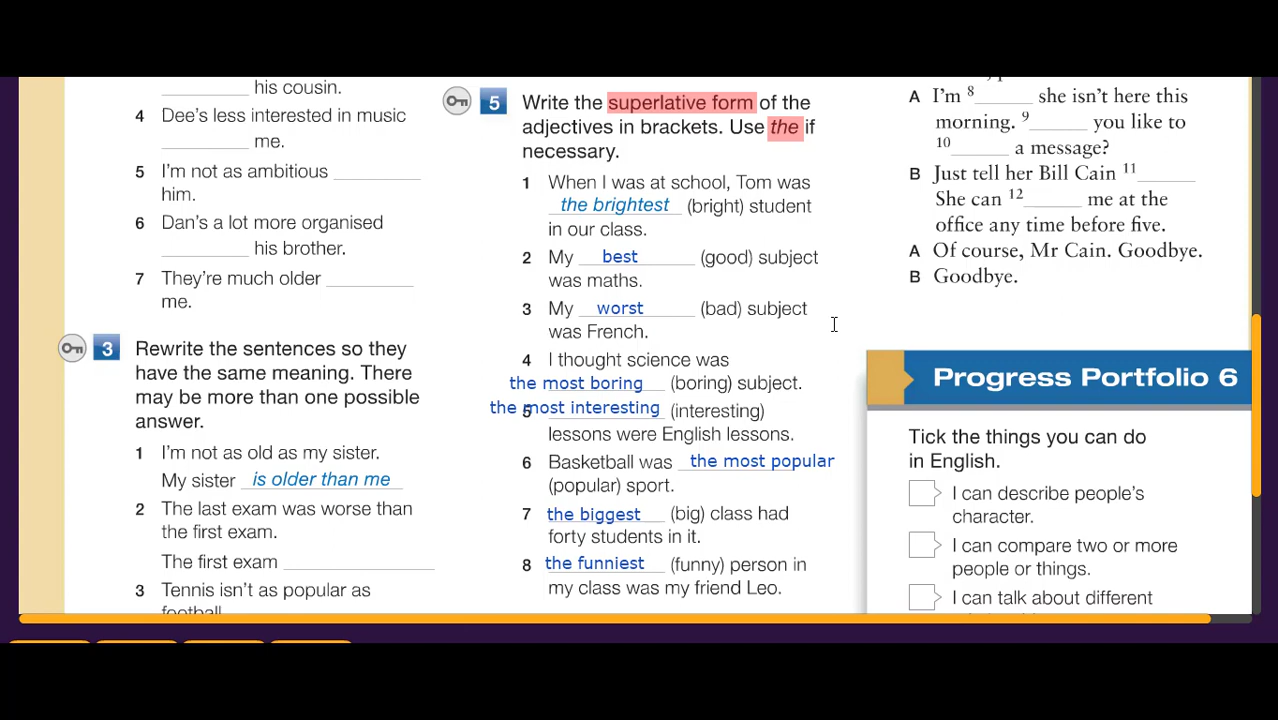 ________ his cousin.
4 Dee's less interested in music
________ me.
5 I'm not as ambitious ________
him.
6 Dan's a lot more organised
________ his brother.
7 They're much older ________
me.
3 Rewrite the sentences so they
have the same meaning. There
may be more than one possible
answer.
1 I'm not as old as my sister.
My sister is older than me
2 The last exam was worse than
the first exam.
The first exam ________
3 Tennis isn't as popular as
football
5 Write the superlative form of the
adjectives in brackets. Use the if
necessary.
1 When I was at school, Tom was
the brightest (bright) student
in our class.
2 My best (good) subject
was maths.
3 My worst (bad) subject
was French.
4 I thought science was
the most boring (boring) subject.
5 the most interesting (interesting)
lessons were English lessons.
6 Basketball was the most popular
(popular) sport.
7 the biggest (big) class had
forty students in it.
8 the funniest (funny) person in
my class was my friend Leo.
A I'm 8 ______ she isn't here this
morning. 9 ______ you like to
10 ______ a message?
B Just tell her Bill Cain 11 ______
She can 12 ______ me at the
office any time before five.
A Of course, Mr Cain. Goodbye.
B Goodbye.
Progress Portfolio 6
Tick the things you can do
in English.
I can describe people's
character.
I can compare two or more
people or things.
I can talk about different